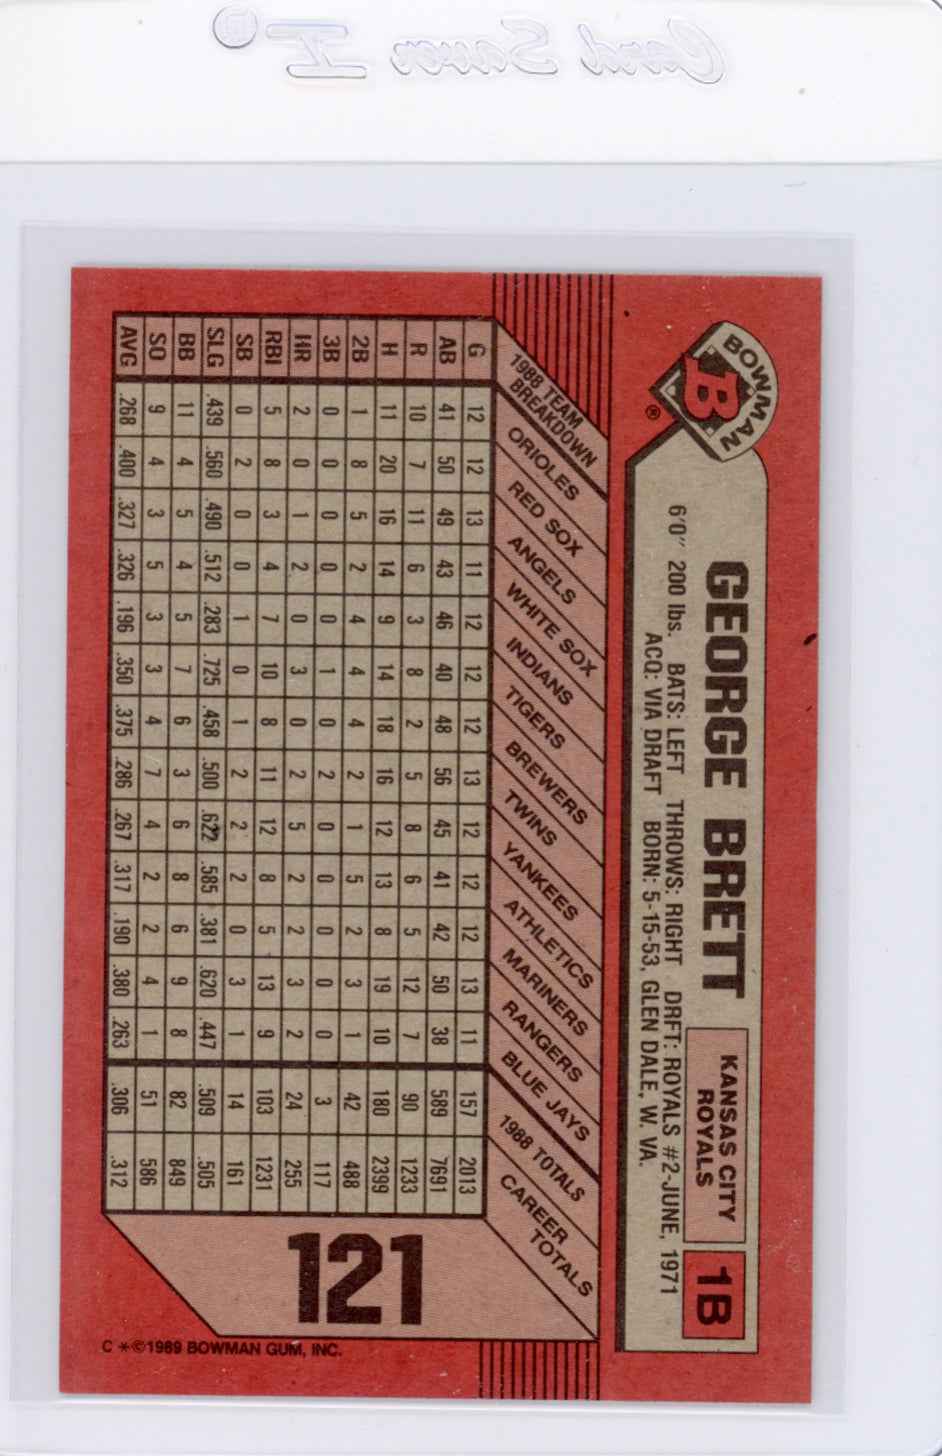 Card Saver I ®
BOWMAN
B
®
GEORGE BRETT
KANSAS CITY
ROYALS
1B
6'0" 200 lbs. BATS: LEFT THROWS: RIGHT DRFT: ROYALS #2-JUNE, 1971
ACQ: VIA DRAFT BORN: 5-15-53, GLEN DALE, W. VA.
1988 TEAM
BREAKDOWN
ORIOLES
RED SOX
ANGELS
WHITE SOX
INDIANS
TIGERS
BREWERS
TWINS
YANKEES
ATHLETICS
MARINERS
RANGERS
BLUE JAYS
1988 TOTALS
CAREER
TOTALS
G 12 12 13 11 12 12 12 13 12 12 12 13 11 157 2013
AB 41 50 49 43 46 40 48 56 45 41 42 50 38 589 7691
R 10 7 11 6 3 8 2 5 8 6 5 12 7 90 1233
H 11 20 16 14 9 14 18 16 12 13 8 19 10 180 2399
2B 1 8 5 2 4 4 4 2 1 5 2 3 1 42 488
3B 0 0 0 0 0 1 0 2 0 0 0 0 0 3 117
HR 2 0 1 2 0 3 0 2 5 2 2 3 2 24 255
RBI 5 8 3 4 7 10 8 11 12 8 5 13 9 103 1231
SB 0 2 0 0 1 0 1 2 2 2 0 3 1 14 161
SLG .439 .560 .490 .512 .283 .725 .458 .500 .622 .585 .381 .620 .447 .509 .505
BB 11 4 5 4 5 7 6 3 6 8 6 9 8 82 849
SO 9 4 3 5 3 3 4 7 4 2 2 4 1 51 586
AVG .268 .400 .327 .326 .196 .350 .375 .286 .267 .317 .190 .380 .263 .306 .312
121
C *©1989 BOWMAN GUM, INC.